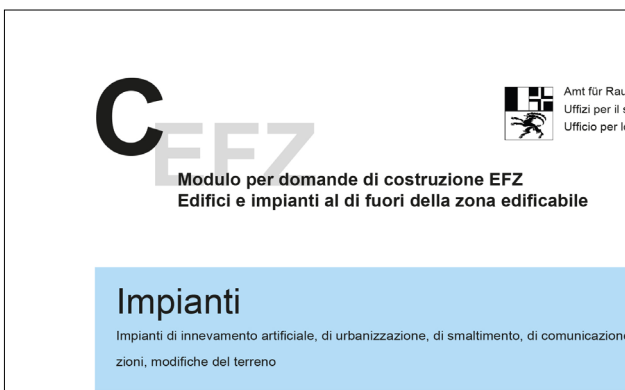 C
EFZ
Amt für Rau
Uffizi per il s
Ufficio per l
Modulo per domande di costruzione EFZ
Edifici e impianti al di fuori della zona edificabile
Impianti
Impianti di innevamento artificiale, di urbanizzazione, di smaltimento, di comunicazione
zioni, modifiche del terreno